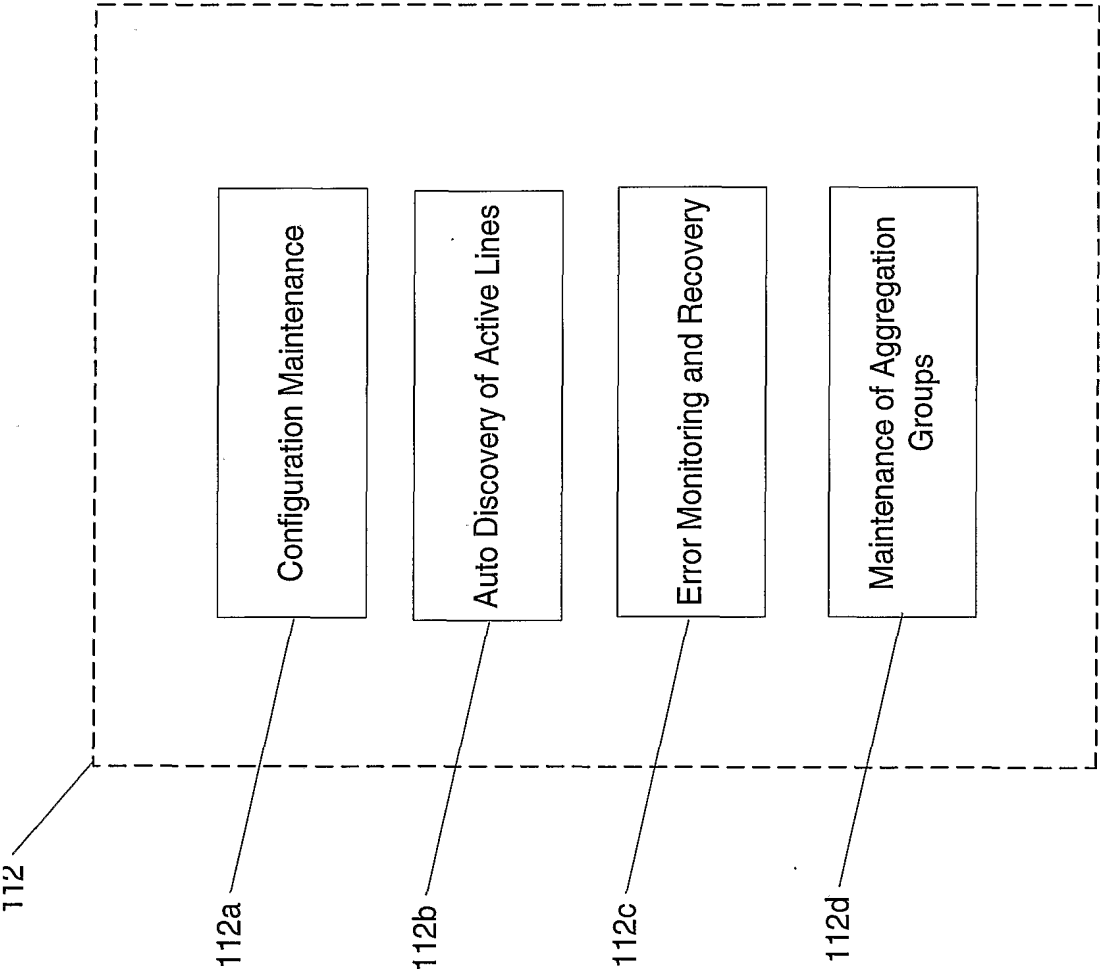 112
112a
Configuration Maintenance
112b
Auto Discovery of Active Lines
112c
Error Monitoring and Recovery
112d
Maintenance of Aggregation
Groups